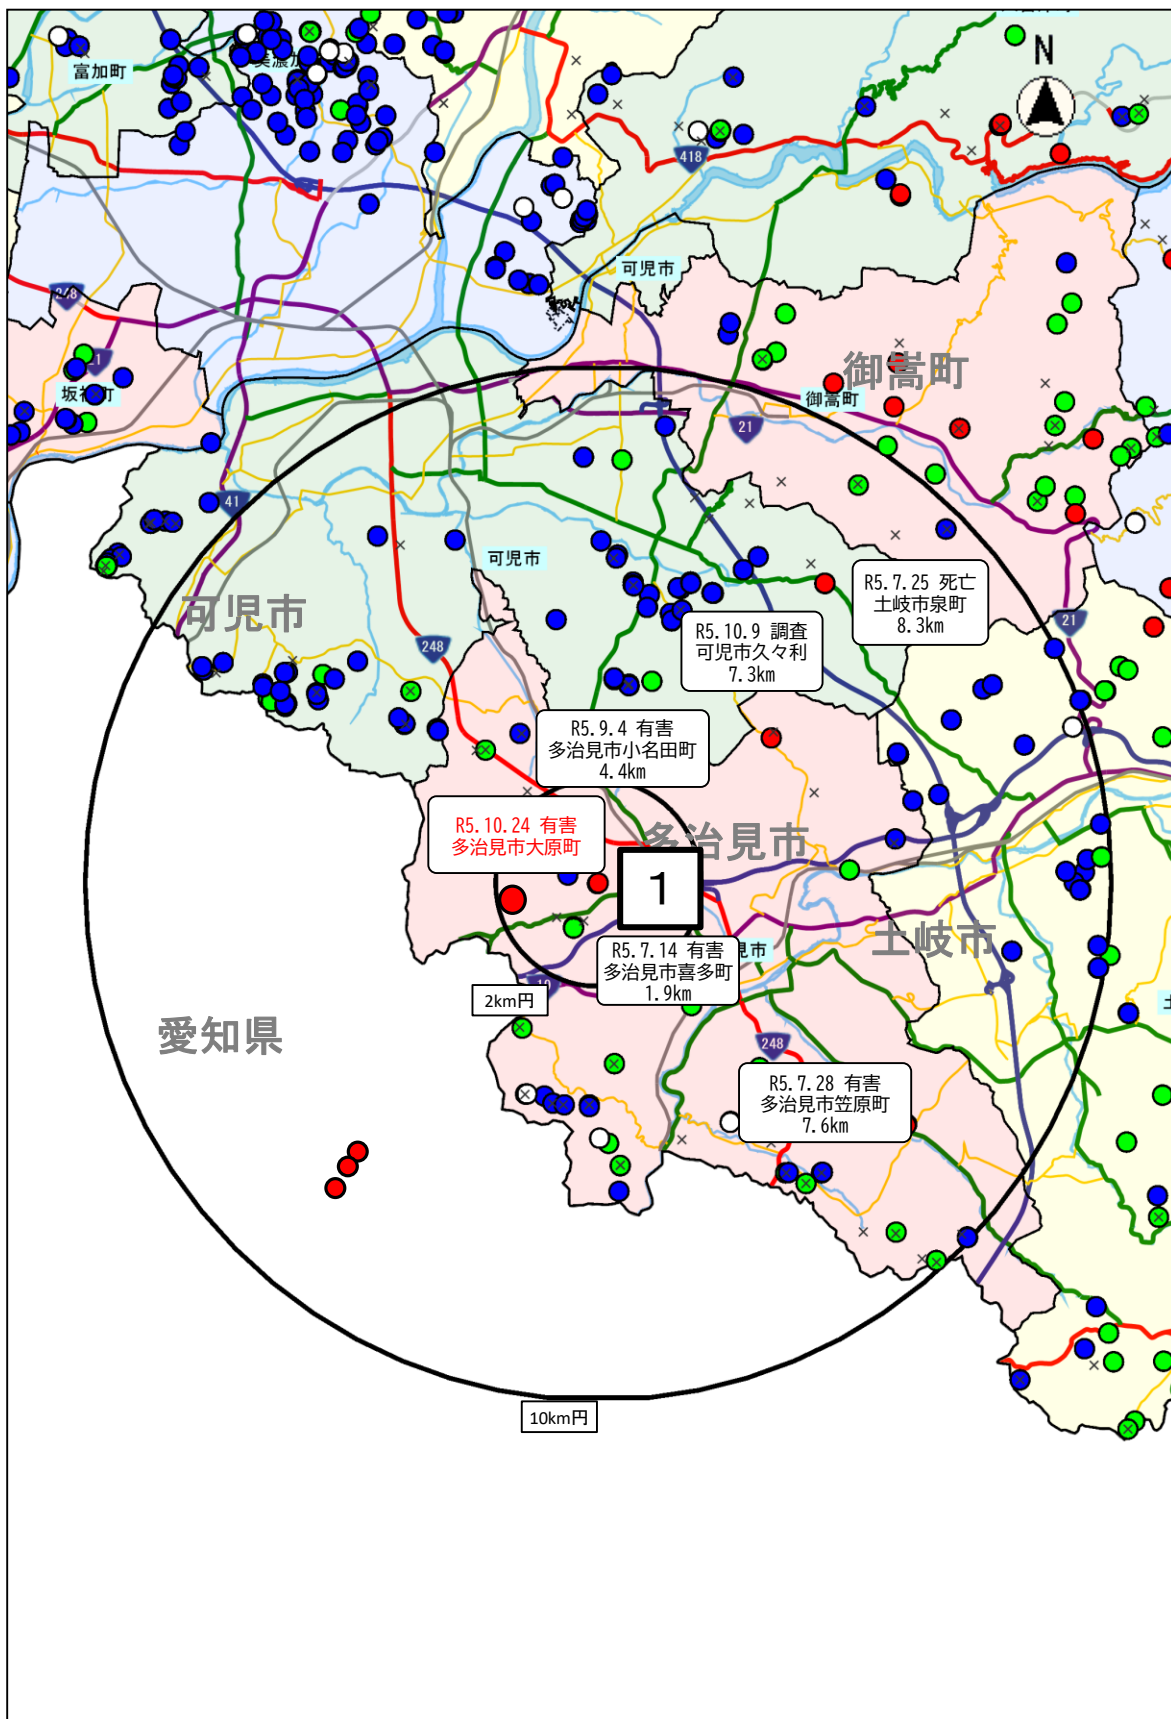 富加町
N
418
可児市
248
21
坂祝町
御嵩町
御嵩町
21
41
可児市
可児市
R5.7.25 死亡
土岐市泉町
8.3km
21
248
R5.10.9 調査
可児市久々利
7.3km
R5.9.4 有害
多治見市小名田町
4.4km
R5.10.24 有害
多治見市大原町
多治見市
1
土岐市
R5.7.14 有害
多治見市喜多町
1.9km
見市
2km円
愛知県
248
R5.7.28 有害
多治見市笠原町
7.6km
10km円